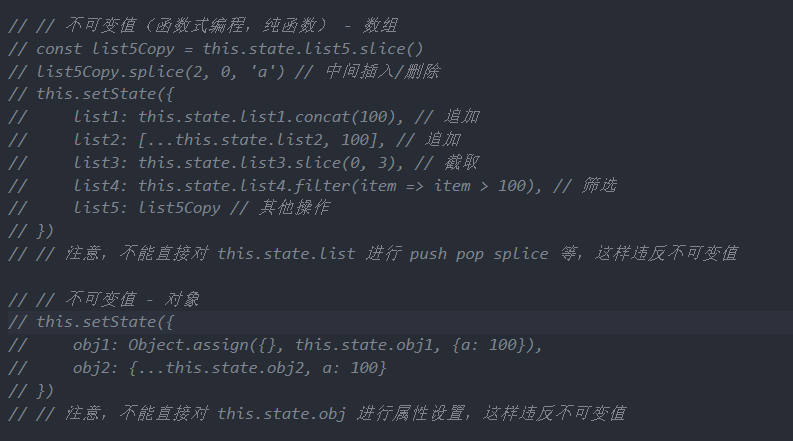 // // 不可变值（函数式编程，纯函数） - 数组
// const list5Copy = this.state.list5.slice()
// list5Copy.splice(2, 0, 'a') // 中间插入/删除
// this.setState({
//     list1: this.state.list1.concat(100), // 追加
//     list2: [...this.state.list2, 100], // 追加
//     list3: this.state.list3.slice(0, 3), // 截取
//     list4: this.state.list4.filter(item => item > 100), // 筛选
//     list5: list5Copy // 其他操作
// })
// // 注意，不能直接对 this.state.list 进行 push pop splice 等，这样违反不可变值
// // 不可变值 - 对象
// this.setState({
//     obj1: Object.assign({}, this.state.obj1, {a: 100}),
//     obj2: {...this.state.obj2, a: 100}
// })
// // 注意，不能直接对 this.state.obj 进行属性设置，这样违反不可变值